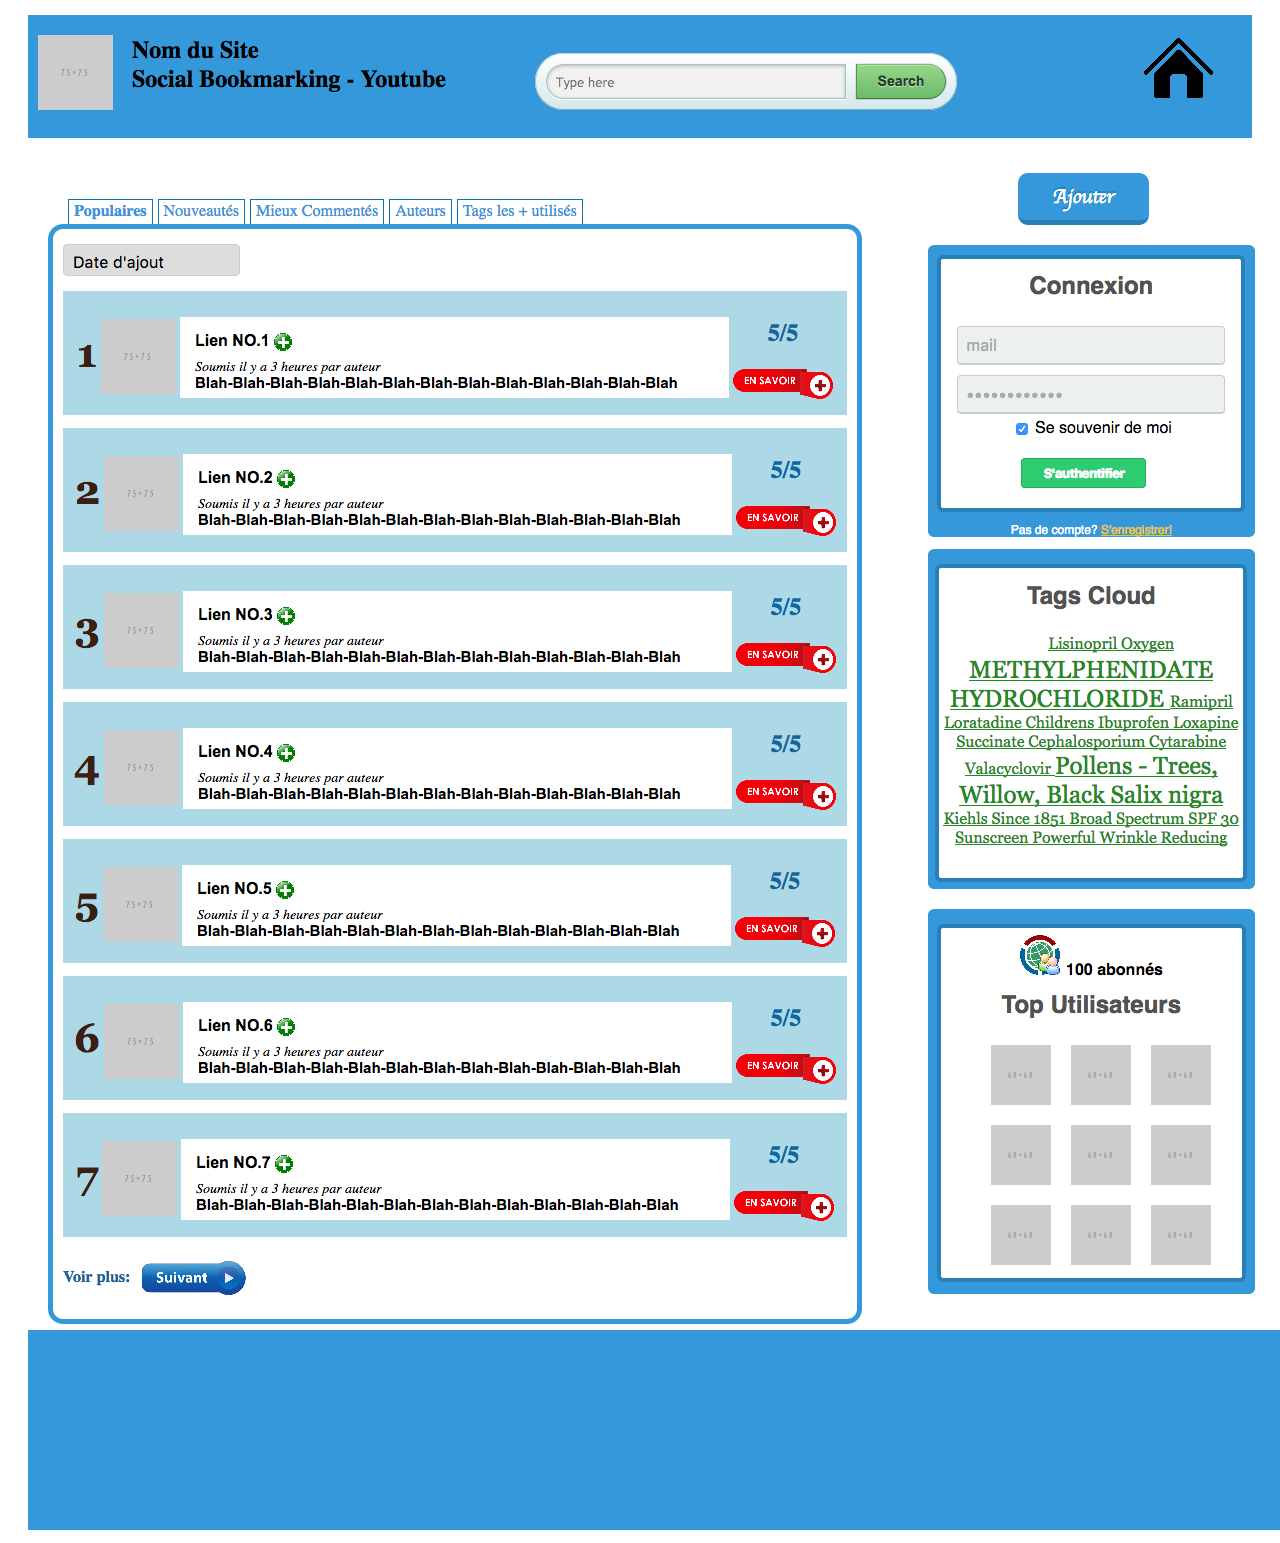 75×75
Nom du Site
Social Bookmarking - Youtube
Type here
Search
Ajouter
Populaires
Nouveautés
Mieux Commentés
Auteurs
Tags les + utilisés
Date d'ajout
1
75×75
Lien NO.1
Soumis il y a 3 heures par auteur
Blah-Blah-Blah-Blah-Blah-Blah-Blah-Blah-Blah-Blah-Blah-Blah-Blah
5/5
EN SAVOIR
2
75×75
Lien NO.2
Soumis il y a 3 heures par auteur
Blah-Blah-Blah-Blah-Blah-Blah-Blah-Blah-Blah-Blah-Blah-Blah-Blah
5/5
EN SAVOIR
3
75×75
Lien NO.3
Soumis il y a 3 heures par auteur
Blah-Blah-Blah-Blah-Blah-Blah-Blah-Blah-Blah-Blah-Blah-Blah-Blah
5/5
EN SAVOIR
4
75×75
Lien NO.4
Soumis il y a 3 heures par auteur
Blah-Blah-Blah-Blah-Blah-Blah-Blah-Blah-Blah-Blah-Blah-Blah-Blah
5/5
EN SAVOIR
5
75×75
Lien NO.5
Soumis il y a 3 heures par auteur
Blah-Blah-Blah-Blah-Blah-Blah-Blah-Blah-Blah-Blah-Blah-Blah-Blah
5/5
EN SAVOIR
6
75×75
Lien NO.6
Soumis il y a 3 heures par auteur
Blah-Blah-Blah-Blah-Blah-Blah-Blah-Blah-Blah-Blah-Blah-Blah-Blah
5/5
EN SAVOIR
7
75×75
Lien NO.7
Soumis il y a 3 heures par auteur
Blah-Blah-Blah-Blah-Blah-Blah-Blah-Blah-Blah-Blah-Blah-Blah-Blah
5/5
EN SAVOIR
Voir plus:
Suivant
Connexion
mail
Se souvenir de moi
S'authentifier
Pas de compte? S'enregistrer!
Tags Cloud
Lisinopril Oxygen
METHYLPHENIDATE
HYDROCHLORIDE Ramipril
Loratadine Childrens Ibuprofen Loxapine
Succinate Cephalosporium Cytarabine
Valacyclovir Pollens - Trees,
Willow, Black Salix nigra
Kiehls Since 1851 Broad Spectrum SPF 30
Sunscreen Powerful Wrinkle Reducing
100 abonnés
Top Utilisateurs
60×60 60×60 60×60
60×60 60×60 60×60
60×60 60×60 60×60